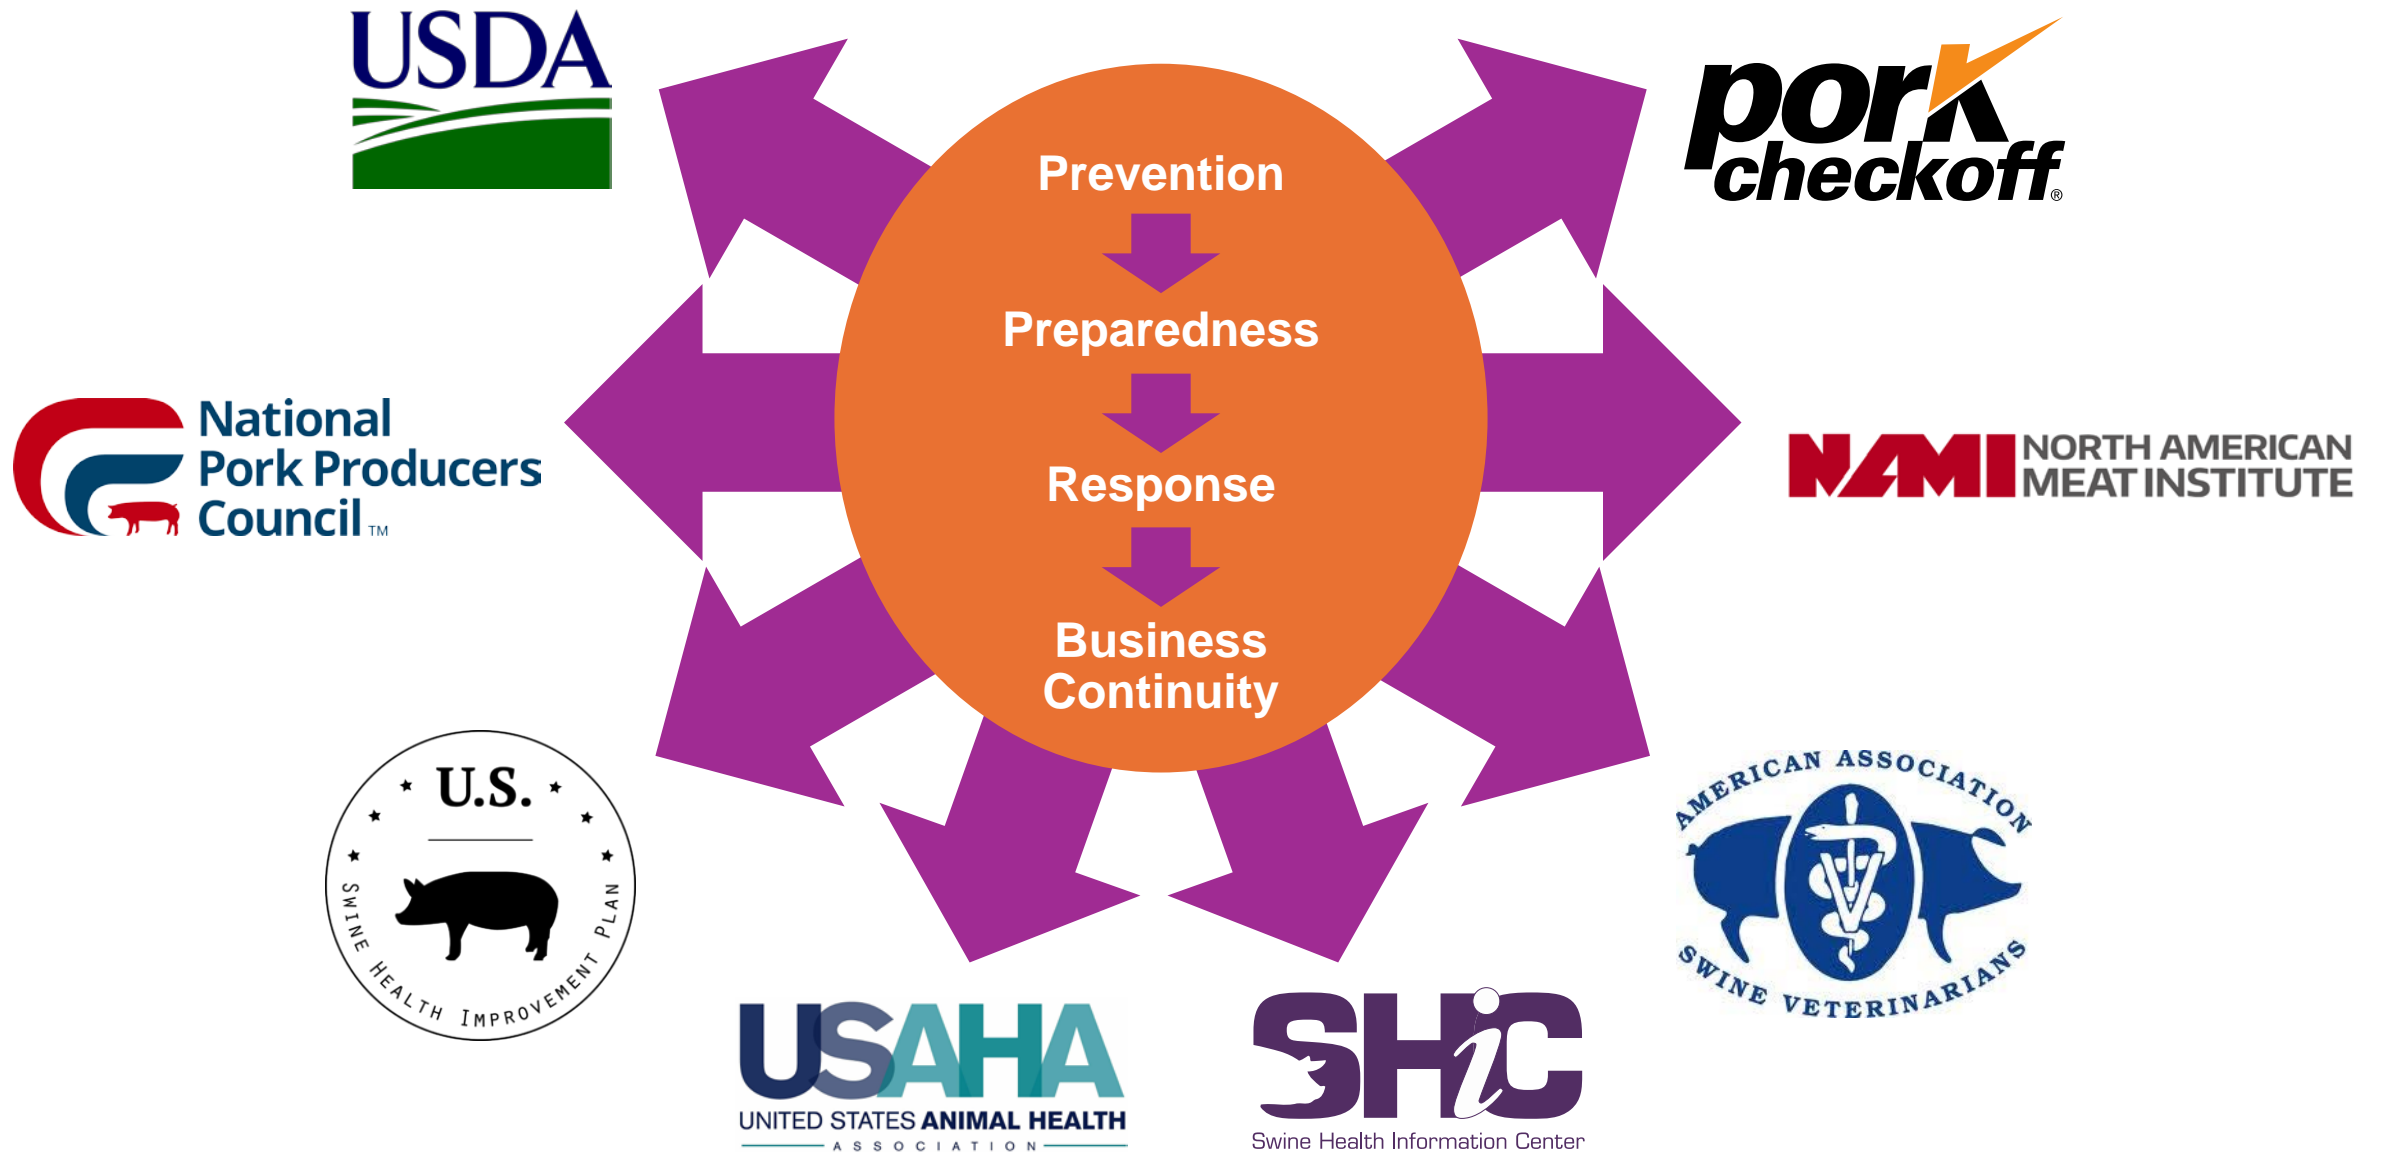 USDA
pork
checkoff®
Prevention
Preparedness
Response
Business
Continuity
National
Pork Producers
Council TM
NAMI
NORTH AMERICAN
MEAT INSTITUTE
U.S.
SWINE HEALTH IMPROVEMENT PLAN
AMERICAN ASSOCIATION
SWINE VETERINARIANS
USAHA
UNITED STATES ANIMAL HEALTH
ASSOCIATION
SHiC
Swine Health Information Center